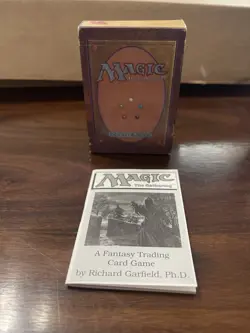 MAGIC
MAGIC
The Gathering
A Fantasy Trading
Card Game
by Richard Garfield, Ph.D.